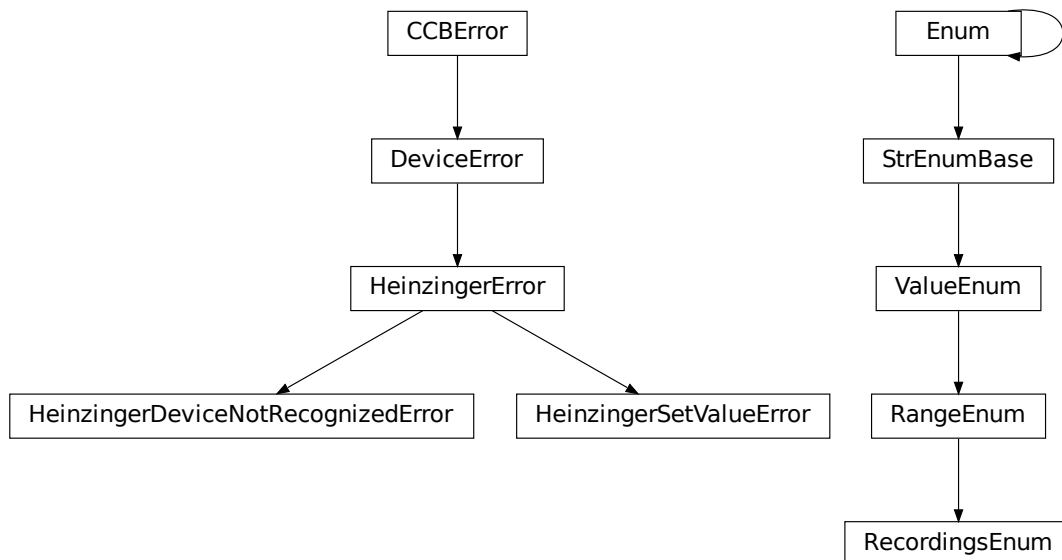 CCBError
Enum
DeviceError
StrEnumBase
HeinzingerError
ValueEnum
HeinzingerDeviceNotRecognizedError
HeinzingerSetValueError
RangeEnum
RecordingsEnum